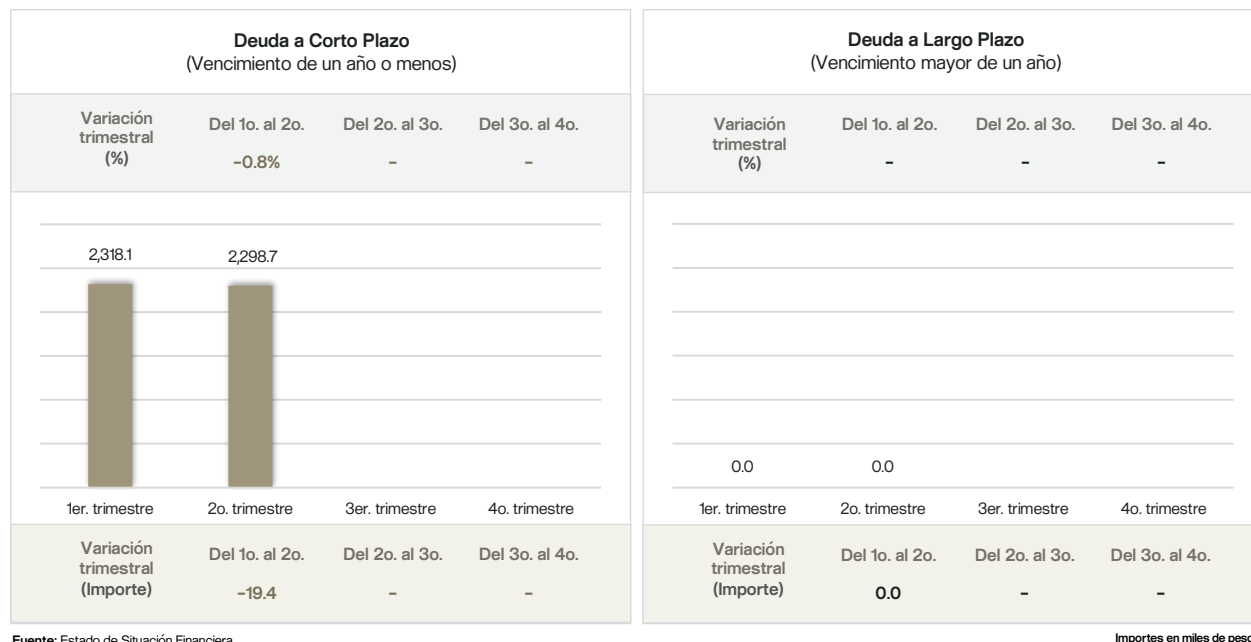 Deuda a Corto Plazo
(Vencimiento de un año o menos)
Variación
trimestral
(%)
Del 1o. al 2o. Del 2o. al 3o. Del 3o. al 4o.
-0.8% - -
2,318.1 2,298.7
1er. trimestre 2o. trimestre 3er. trimestre 4o. trimestre
Variación
trimestral
(Importe)
Del 1o. al 2o. Del 2o. al 3o. Del 3o. al 4o.
-19.4 - -
Deuda a Largo Plazo
(Vencimiento mayor de un año)
Variación
trimestral
(%)
Del 1o. al 2o. Del 2o. al 3o. Del 3o. al 4o.
- - -
0.0 0.0
1er. trimestre 2o. trimestre 3er. trimestre 4o. trimestre
Variación
trimestral
(Importe)
Del 1o. al 2o. Del 2o. al 3o. Del 3o. al 4o.
0.0 - -
Fuente: Estado de Situación Financiera
Importes en miles de